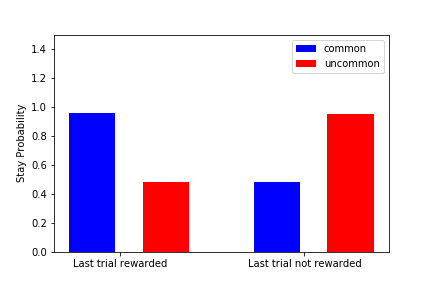 common
uncommon
Stay Probability
1.4
1.2
1.0
0.8
0.6
0.4
0.2
0.0
Last trial rewarded
Last trial not rewarded